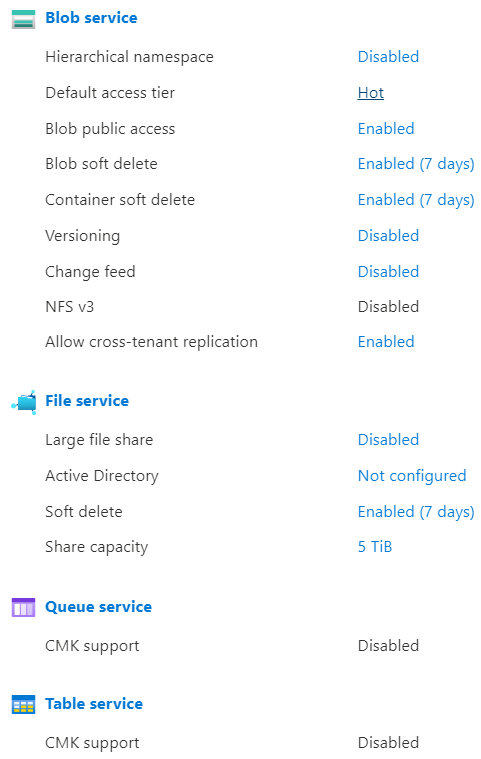 Blob service
Hierarchical namespace Disabled
Default access tier Hot
Blob public access Enabled
Blob soft delete Enabled (7 days)
Container soft delete Enabled (7 days)
Versioning Disabled
Change feed Disabled
NFS v3 Disabled
Allow cross-tenant replication Enabled
File service
Large file share Disabled
Active Directory Not configured
Soft delete Enabled (7 days)
Share capacity 5 TiB
Queue service
CMK support Disabled
Table service
CMK support Disabled